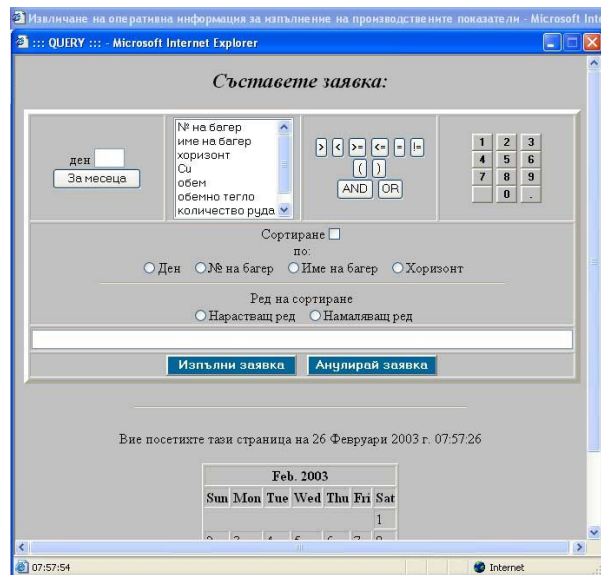 Извличане на оперативна информация за изпълнение на производствените показатели - Microsoft Int
::: QUERY ::: - Microsoft Internet Explorer
Съставете заявка:
ден
За месеца
№ на багер
име на багер
хоризонт
Cu
обем
обемно тегло
количество руда
> < >= <= = !=
( )
AND OR
1 2 3
4 5 6
7 8 9
0 .
Сортиране
по:
Ден № на багер Име на багер Хоризонт
Ред на сортиране
Нарастващ ред Намаляващ ред
Изпълни заявка Анулирай заявка
Вие посетихте тази страница на 26 Февруари 2003 г. 07:57:26
Feb. 2003
Sun Mon Tue Wed Thu Fri Sat
1
07:57:54 Internet